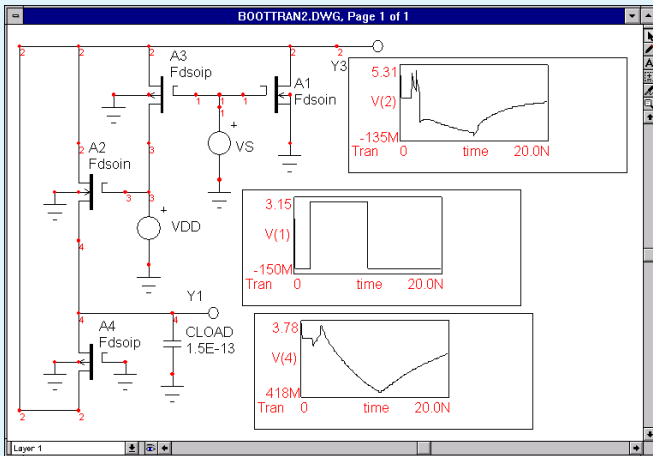 BOOTTRAN2.DWG, Page 1 of 1
2 2 2 2 2
A3
Fdsoip
Y3
A1
Fdsoin
1 1 1 1
5.31
V(2)
-135M
Tran 0 time 20.0N
A2
Fdsoin
2 3
+
VS
3 3
+
VDD
3.15
V(1)
-150M
Tran 0 time 20.0N
4
Y1
4 4
A4
Fdsoip
CLOAD
1.5E-13
3.78
V(4)
418M
Tran 0 time 20.0N
2 2
Layer 1
A